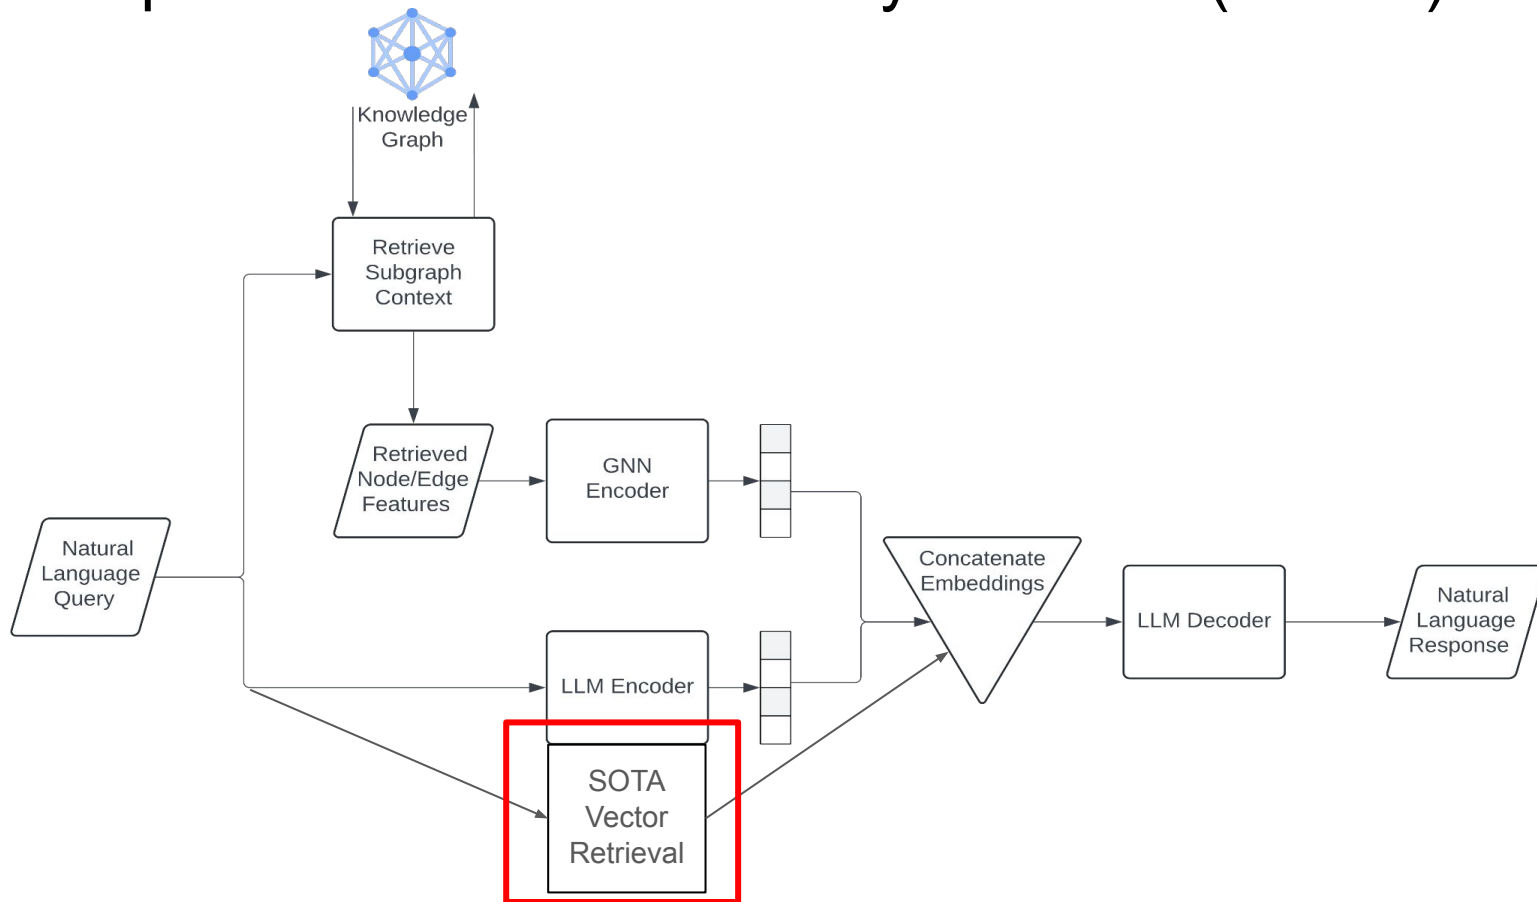 Knowledge
Graph
Retrieve
Subgraph
Context
Retrieved
Node/Edge
Features
GNN
Encoder
Natural
Language
Query
Concatenate
Embeddings
LLM Decoder
Natural
Language
Response
LLM Encoder
SOTA
Vector
Retrieval